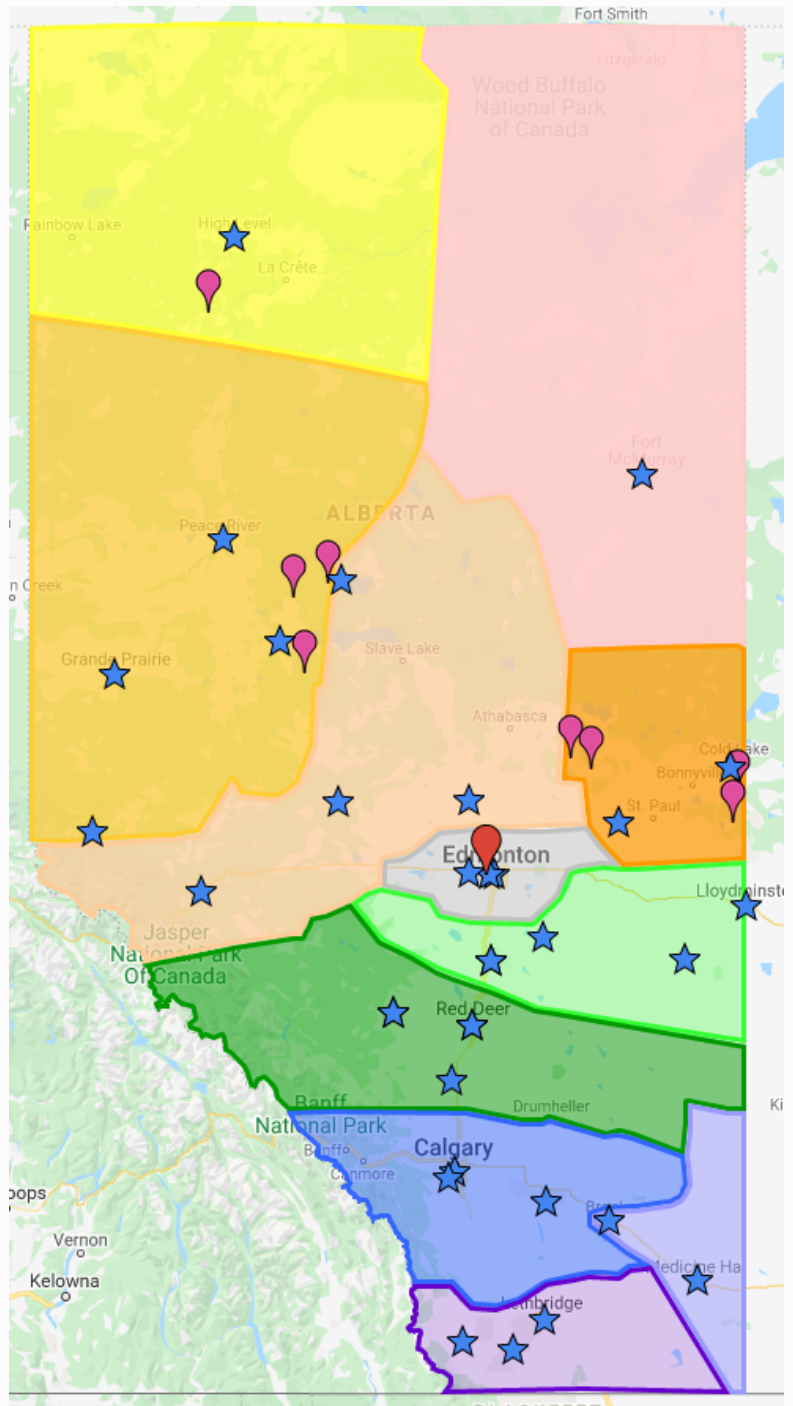 Fort Smith
Fitzgerald
Wood Buffalo
National Park
of Canada
Rainbow Lake
High Level
La Crête
Fort
McMurray
ALBERTA
Peace River
n Creek
Slave Lake
Grande Prairie
Athabasca
Cold Lake
Bonnyvill
St. Paul
Edmonton
Lloydminste
Jasper
National Park
Of Canada
Red Deer
Banff
National Park
Drumheller
Ki
Calgary
Banff
Canmore
oops
Medicine Ha
Vernon
Kelowna
Lethbridge